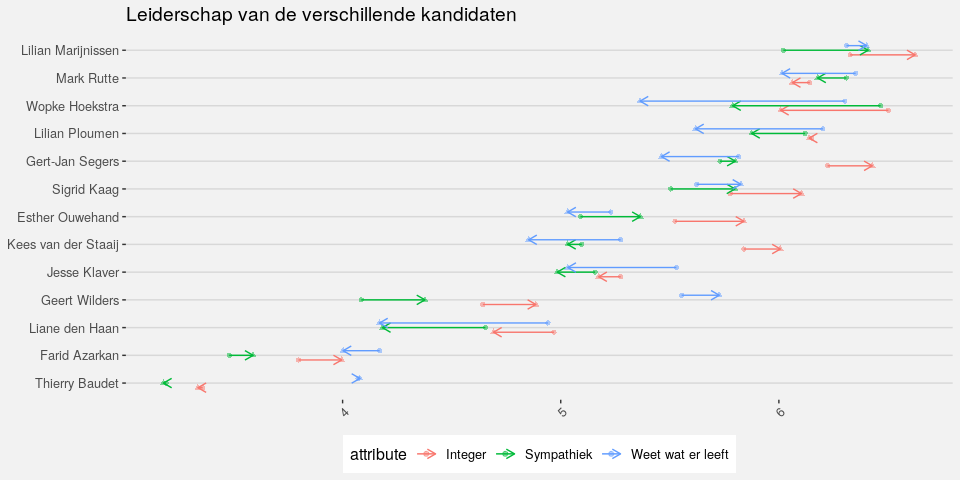 Leiderschap van de verschillende kandidaten
Lilian Marijnissen
Mark Rutte
Wopke Hoekstra
Lilian Ploumen
Gert-Jan Segers
Sigrid Kaag
Esther Ouwehand
Kees van der Staaij
Jesse Klaver
Geert Wilders
Liane den Haan
Farid Azarkan
Thierry Baudet
4 5 6
attribute Integer Sympathiek Weet wat er leeft